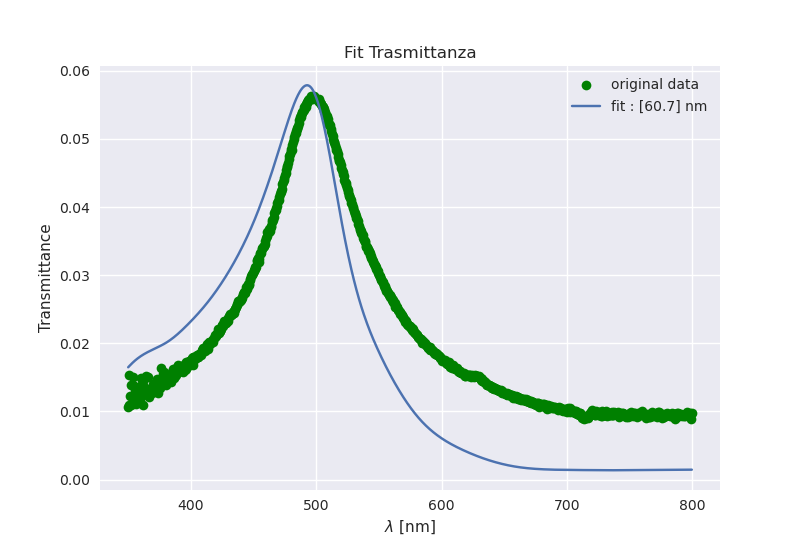 Fit Trasmittanza
original data
fit : [60.7] nm
Transmittance
0.06
0.05
0.04
0.03
0.02
0.01
0.00
400 500 600 700 800
λ [nm]